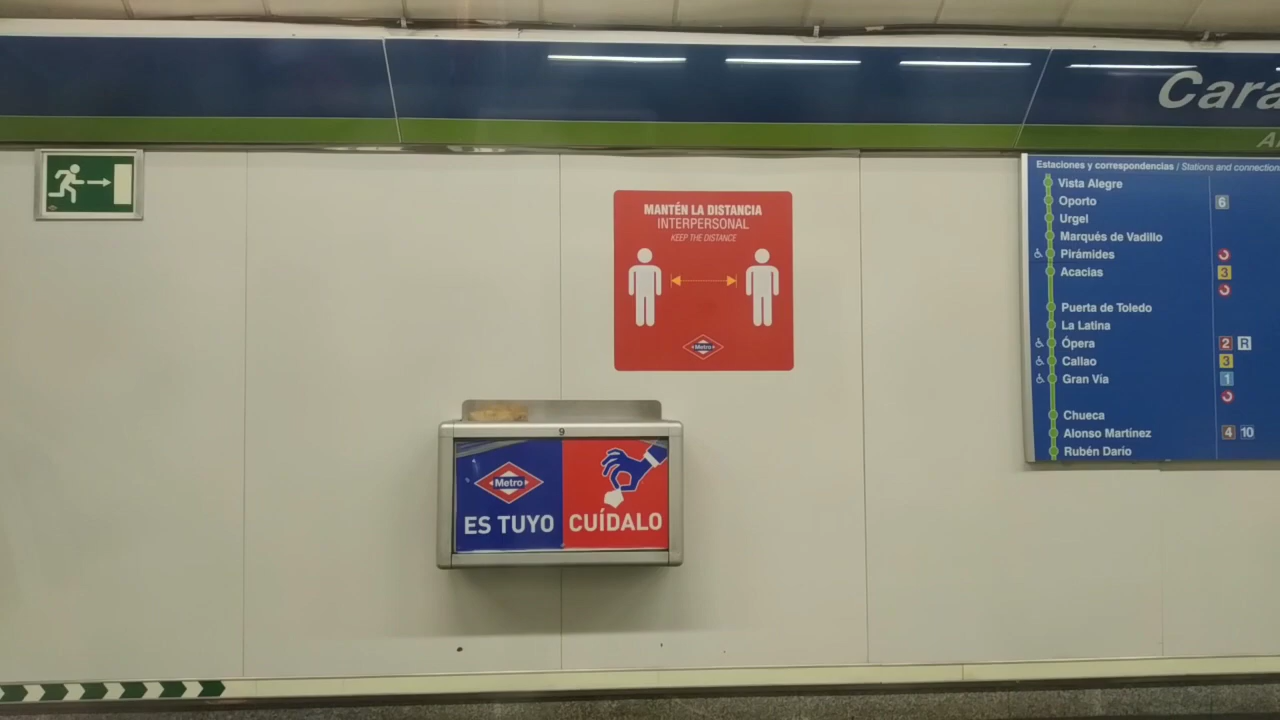 Cara
A
Estaciones y correspondencias / Stations and connection
Vista Alegre
Oporto 6
Urgel
Marqués de Vadillo
Pirámides
Acacias 3
Puerta de Toledo
La Latina
Ópera 2 R
Callao 3
Gran Vía 1
Chueca
Alonso Martínez 4 10
Rubén Darío
MANTÉN LA DISTANCIA
INTERPERSONAL
KEEP THE DISTANCE
Metro
9
Metro
ES TUYO CUÍDALO